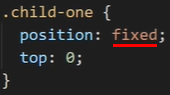 .child-one {
  position: fixed;
  top: 0;
}